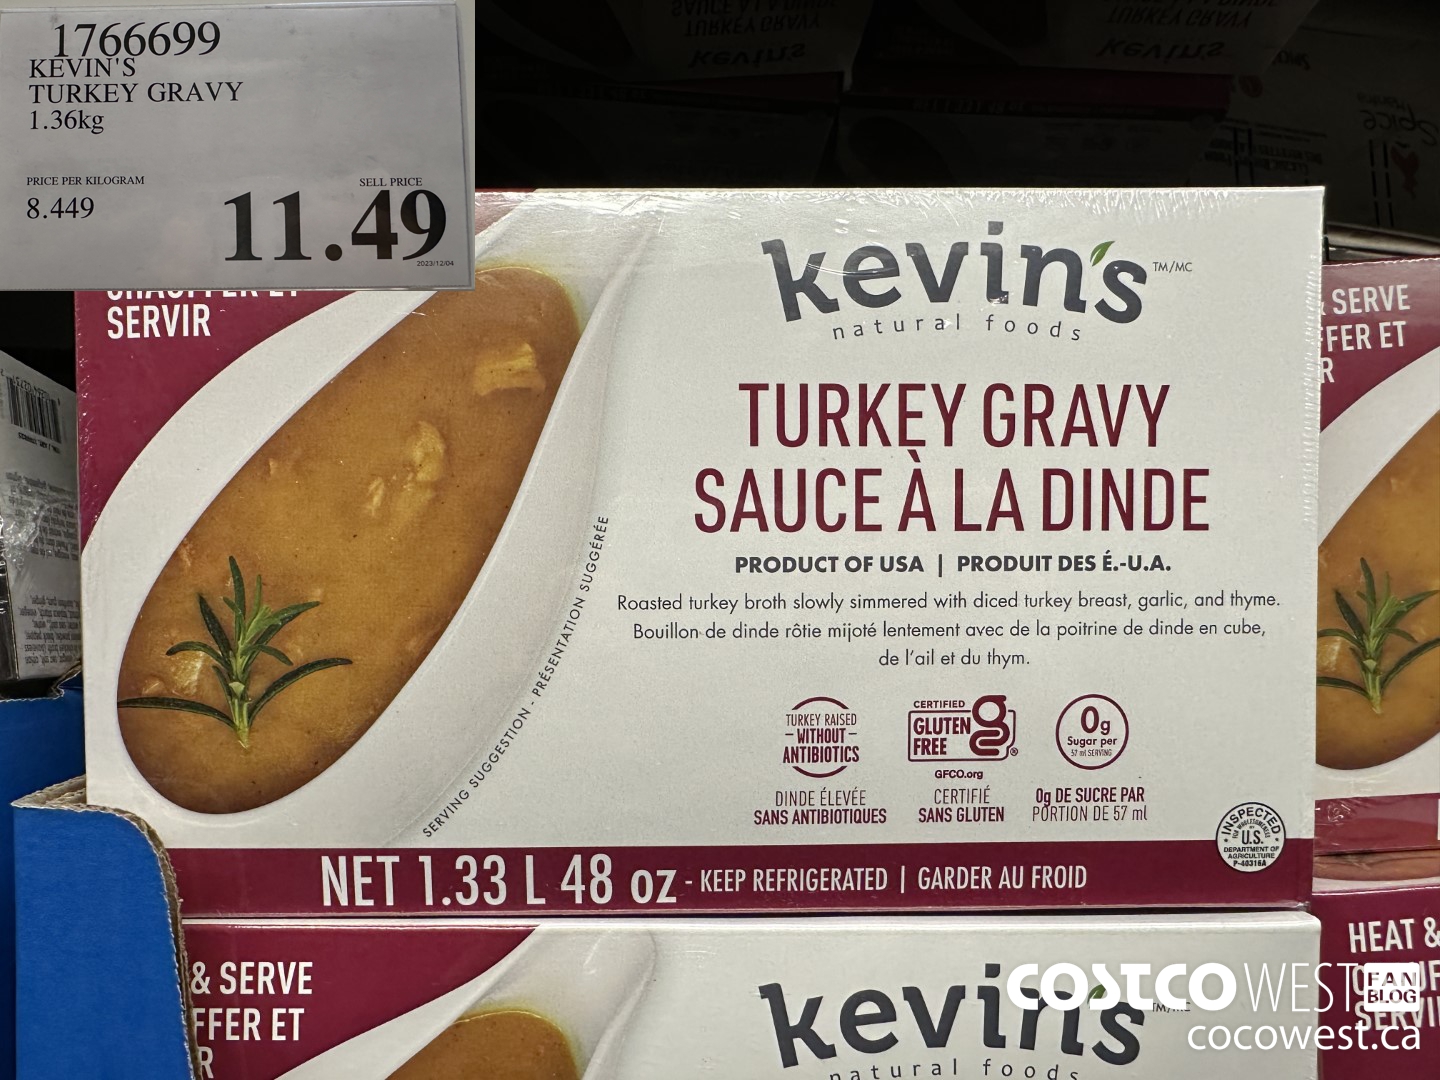 1766699
KEVIN'S
TURKEY GRAVY
1.36kg
PRICE PER KILOGRAM
8.449
SELL PRICE
11.49
2023/12/04
SERVIR
kevin's TM/MC
natural foods
TURKEY GRAVY
SAUCE À LA DINDE
PRODUCT OF USA | PRODUIT DES É.-U.A.
Roasted turkey broth slowly simmered with diced turkey breast, garlic, and thyme.
Bouillon de dinde rôtie mijoté lentement avec de la poitrine de dinde en cube,
de l'ail et du thym.
SERVING SUGGESTION - PRÉSENTATION SUGGÉRÉE
TURKEY RAISED
WITHOUT
ANTIBIOTICS
DINDE ÉLEVÉE
SANS ANTIBIOTIQUES
CERTIFIED
GLUTEN
FREE
GFCO.org
CERTIFIÉ
SANS GLUTEN
0g
Sugar per
57 ml SERVING
0g DE SUCRE PAR
PORTION DE 57 ml
INSPECTED
U.S.
DEPARTMENT OF
AGRICULTURE
P-40316A
NET 1.33 L 48 oz - KEEP REFRIGERATED | GARDER AU FROID
& SERVE
FFER ET
R
& SERVE
FFER ET
R
kevin's TM/MC
natural foods
HEAT &
SERVI
COSTCO WEST FAN BLOG
cocowest.ca